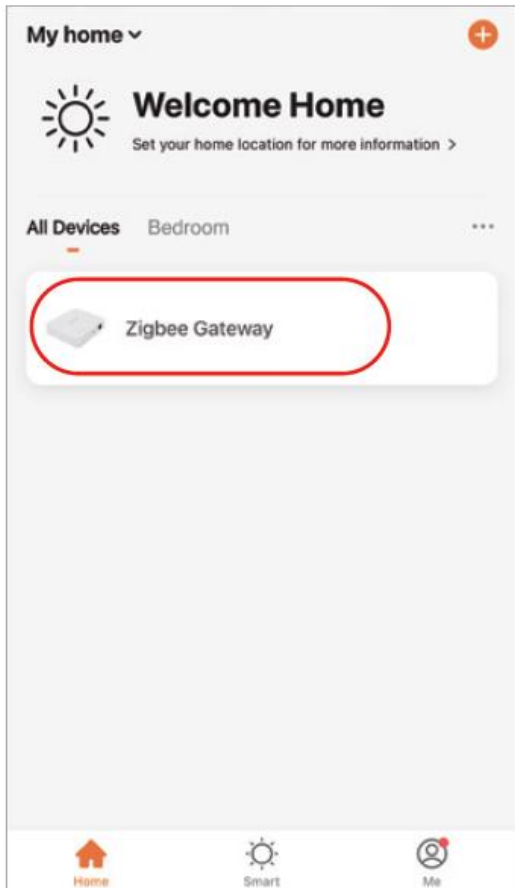 My home
Welcome Home
Set your home location for more information >
All Devices Bedroom
Zigbee Gateway
Home Smart Me